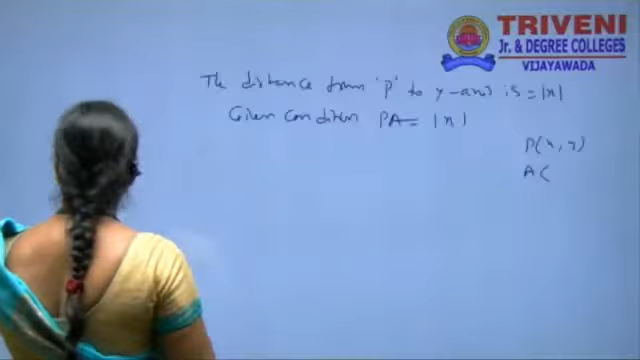 TRIVENI
Jr. & DEGREE COLLEGES
VIJAYAWADA
The distance from 'P' to y-axis is = |x|
Given condition PA = |x|
P(x, y)
A(